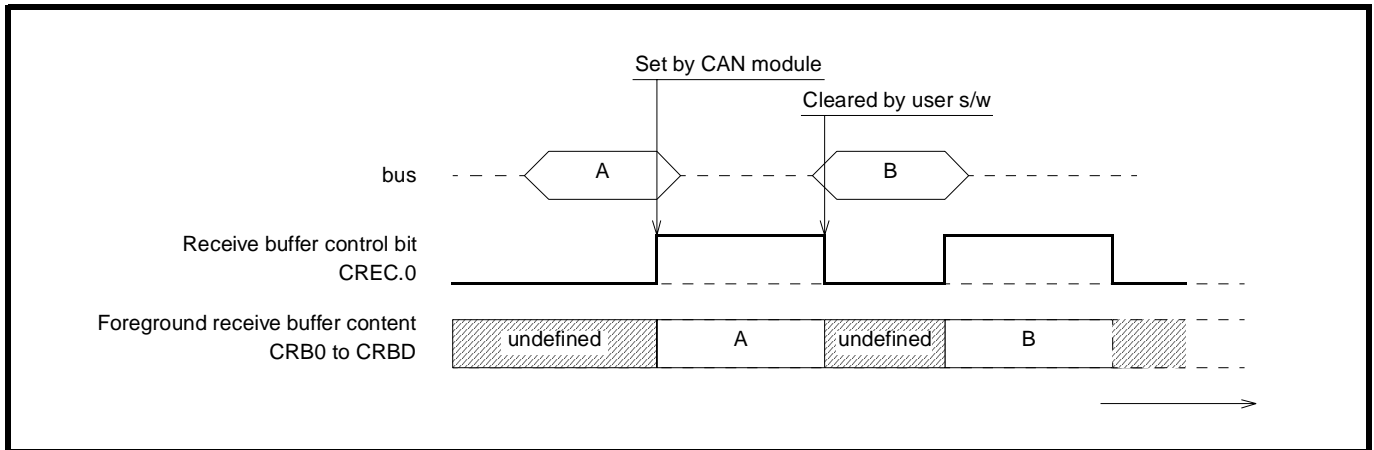 Set by CAN module
Cleared by user s/w
bus
A
B
Receive buffer control bit
CREC.0
Foreground receive buffer content
CRB0 to CRBD
undefined
A
undefined
B